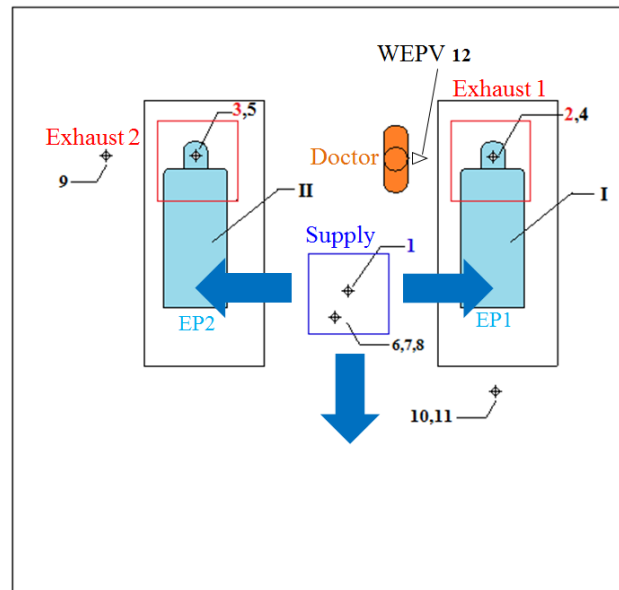 WEPV 12
Exhaust 1
3,5
2,4
Exhaust 2
Doctor
9
II
I
Supply
1
EP2
EP1
6,7,8
10,11